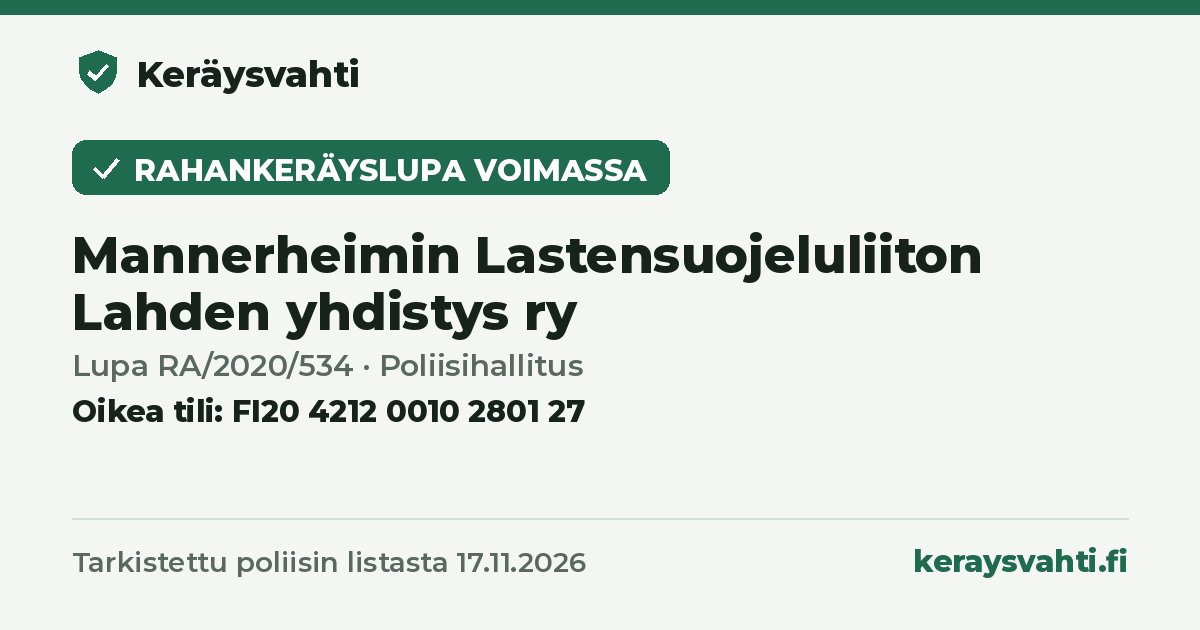 Keräysvahti
RAHANKERÄYSLUPA VOIMASSA
Mannerheimin Lastensuojeluliiton
Lahden yhdistys ry
Lupa RA/2020/534 · Poliisihallitus
Oikea tili: FI20 4212 0010 2801 27
Tarkistettu poliisin listasta 17.11.2026
keraysvahti.fi